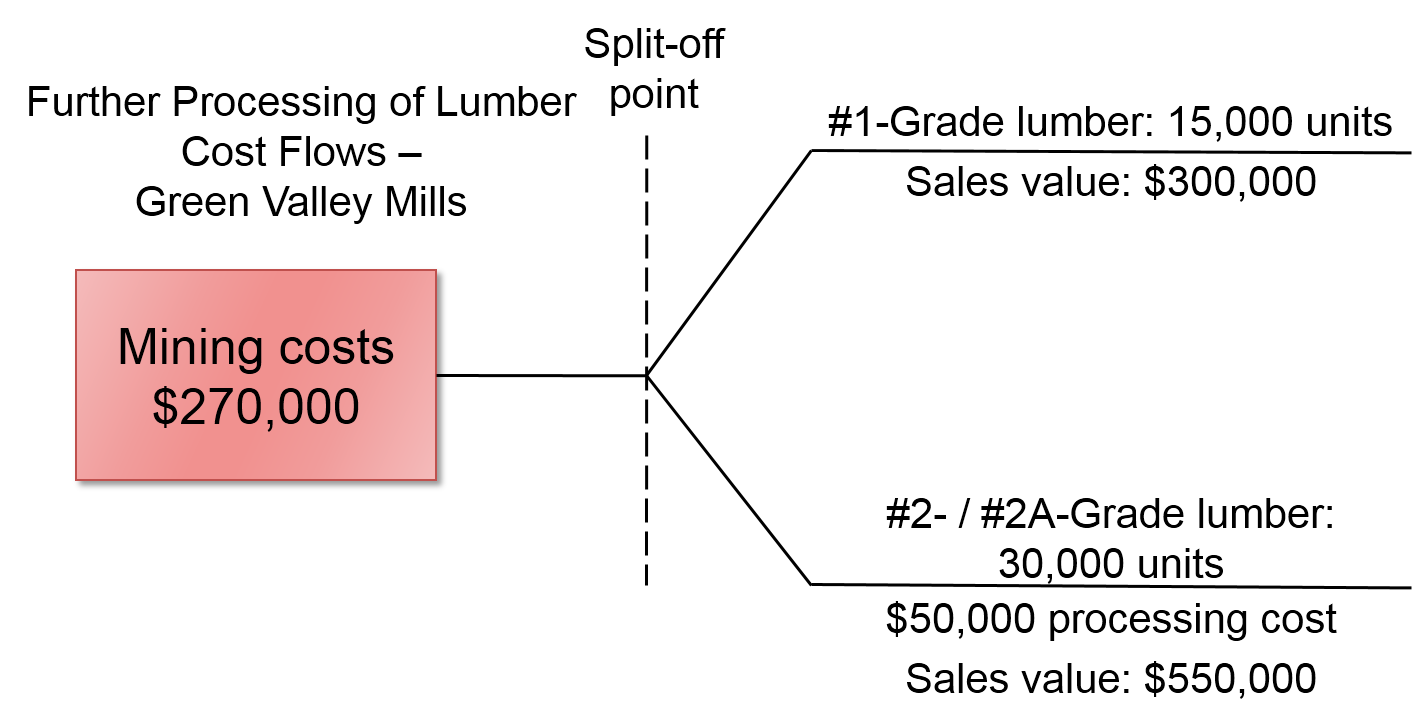 Split-off
point
Further Processing of Lumber
Cost Flows –
Green Valley Mills
Mining costs
$270,000
#1-Grade lumber: 15,000 units
Sales value: $300,000
#2- / #2A-Grade lumber:
30,000 units
$50,000 processing cost
Sales value: $550,000